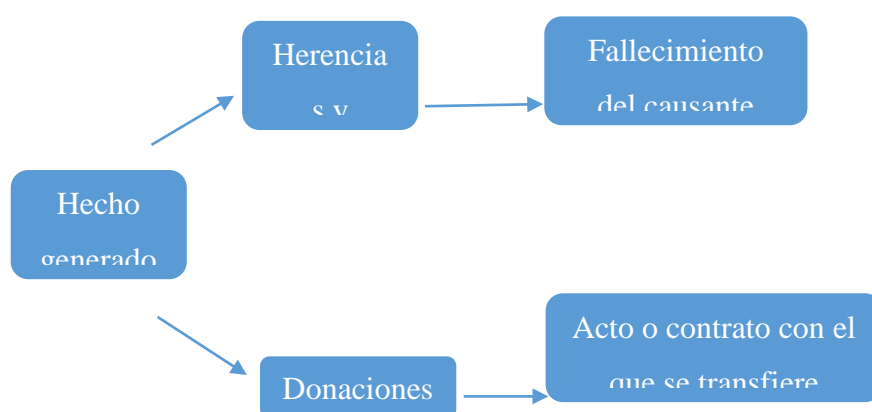 Herencia
s y
Fallecimiento
del causante
Hecho
generado
Acto o contrato con el
que se transfiere
Donaciones